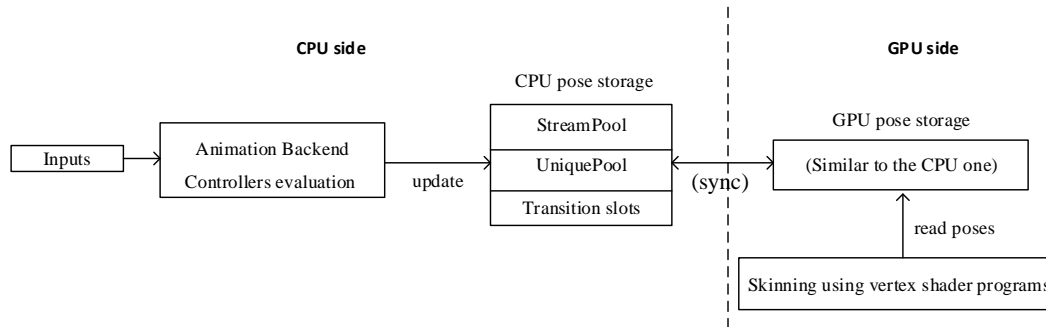 CPU side
GPU side
CPU pose storage
StreamPool
UniquePool
Transition slots
Inputs
Animation Backend
Controllers evaluation
update
(sync)
GPU pose storage
(Similar to the CPU one)
read poses
Skinning using vertex shader programs